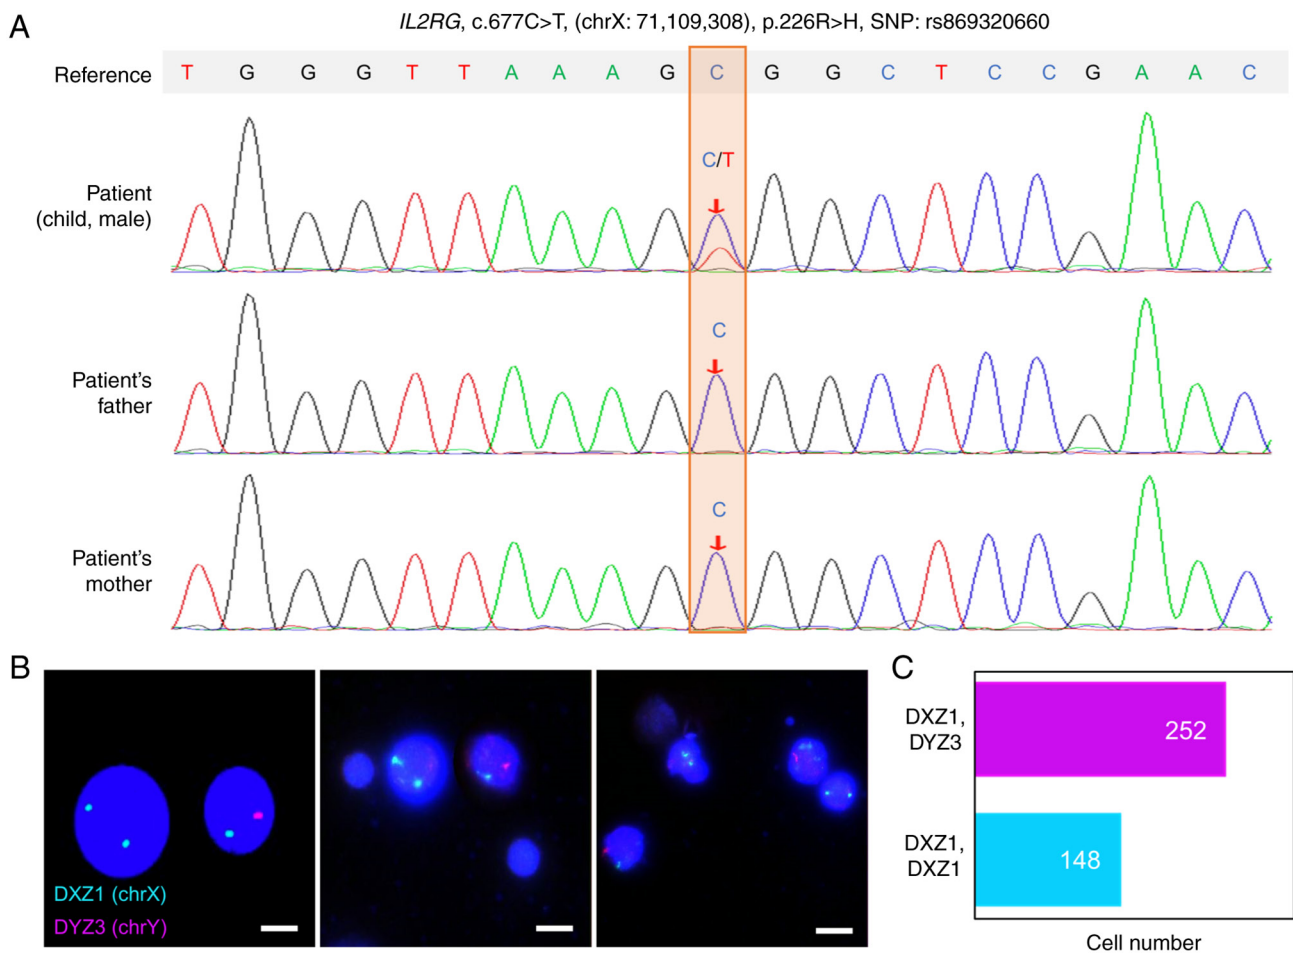 A
IL2RG, c.677C>T, (chrX: 71,109,308), p.226R>H, SNP: rs869320660
Reference T G G G T T A A A G C G G C T C C G A A C
C/T
Patient
(child, male)
C
Patient's
father
C
Patient's
mother
B
DXZ1 (chrX)
DYZ3 (chrY)
C
DXZ1,
DYZ3
252
DXZ1,
DXZ1
148
Cell number